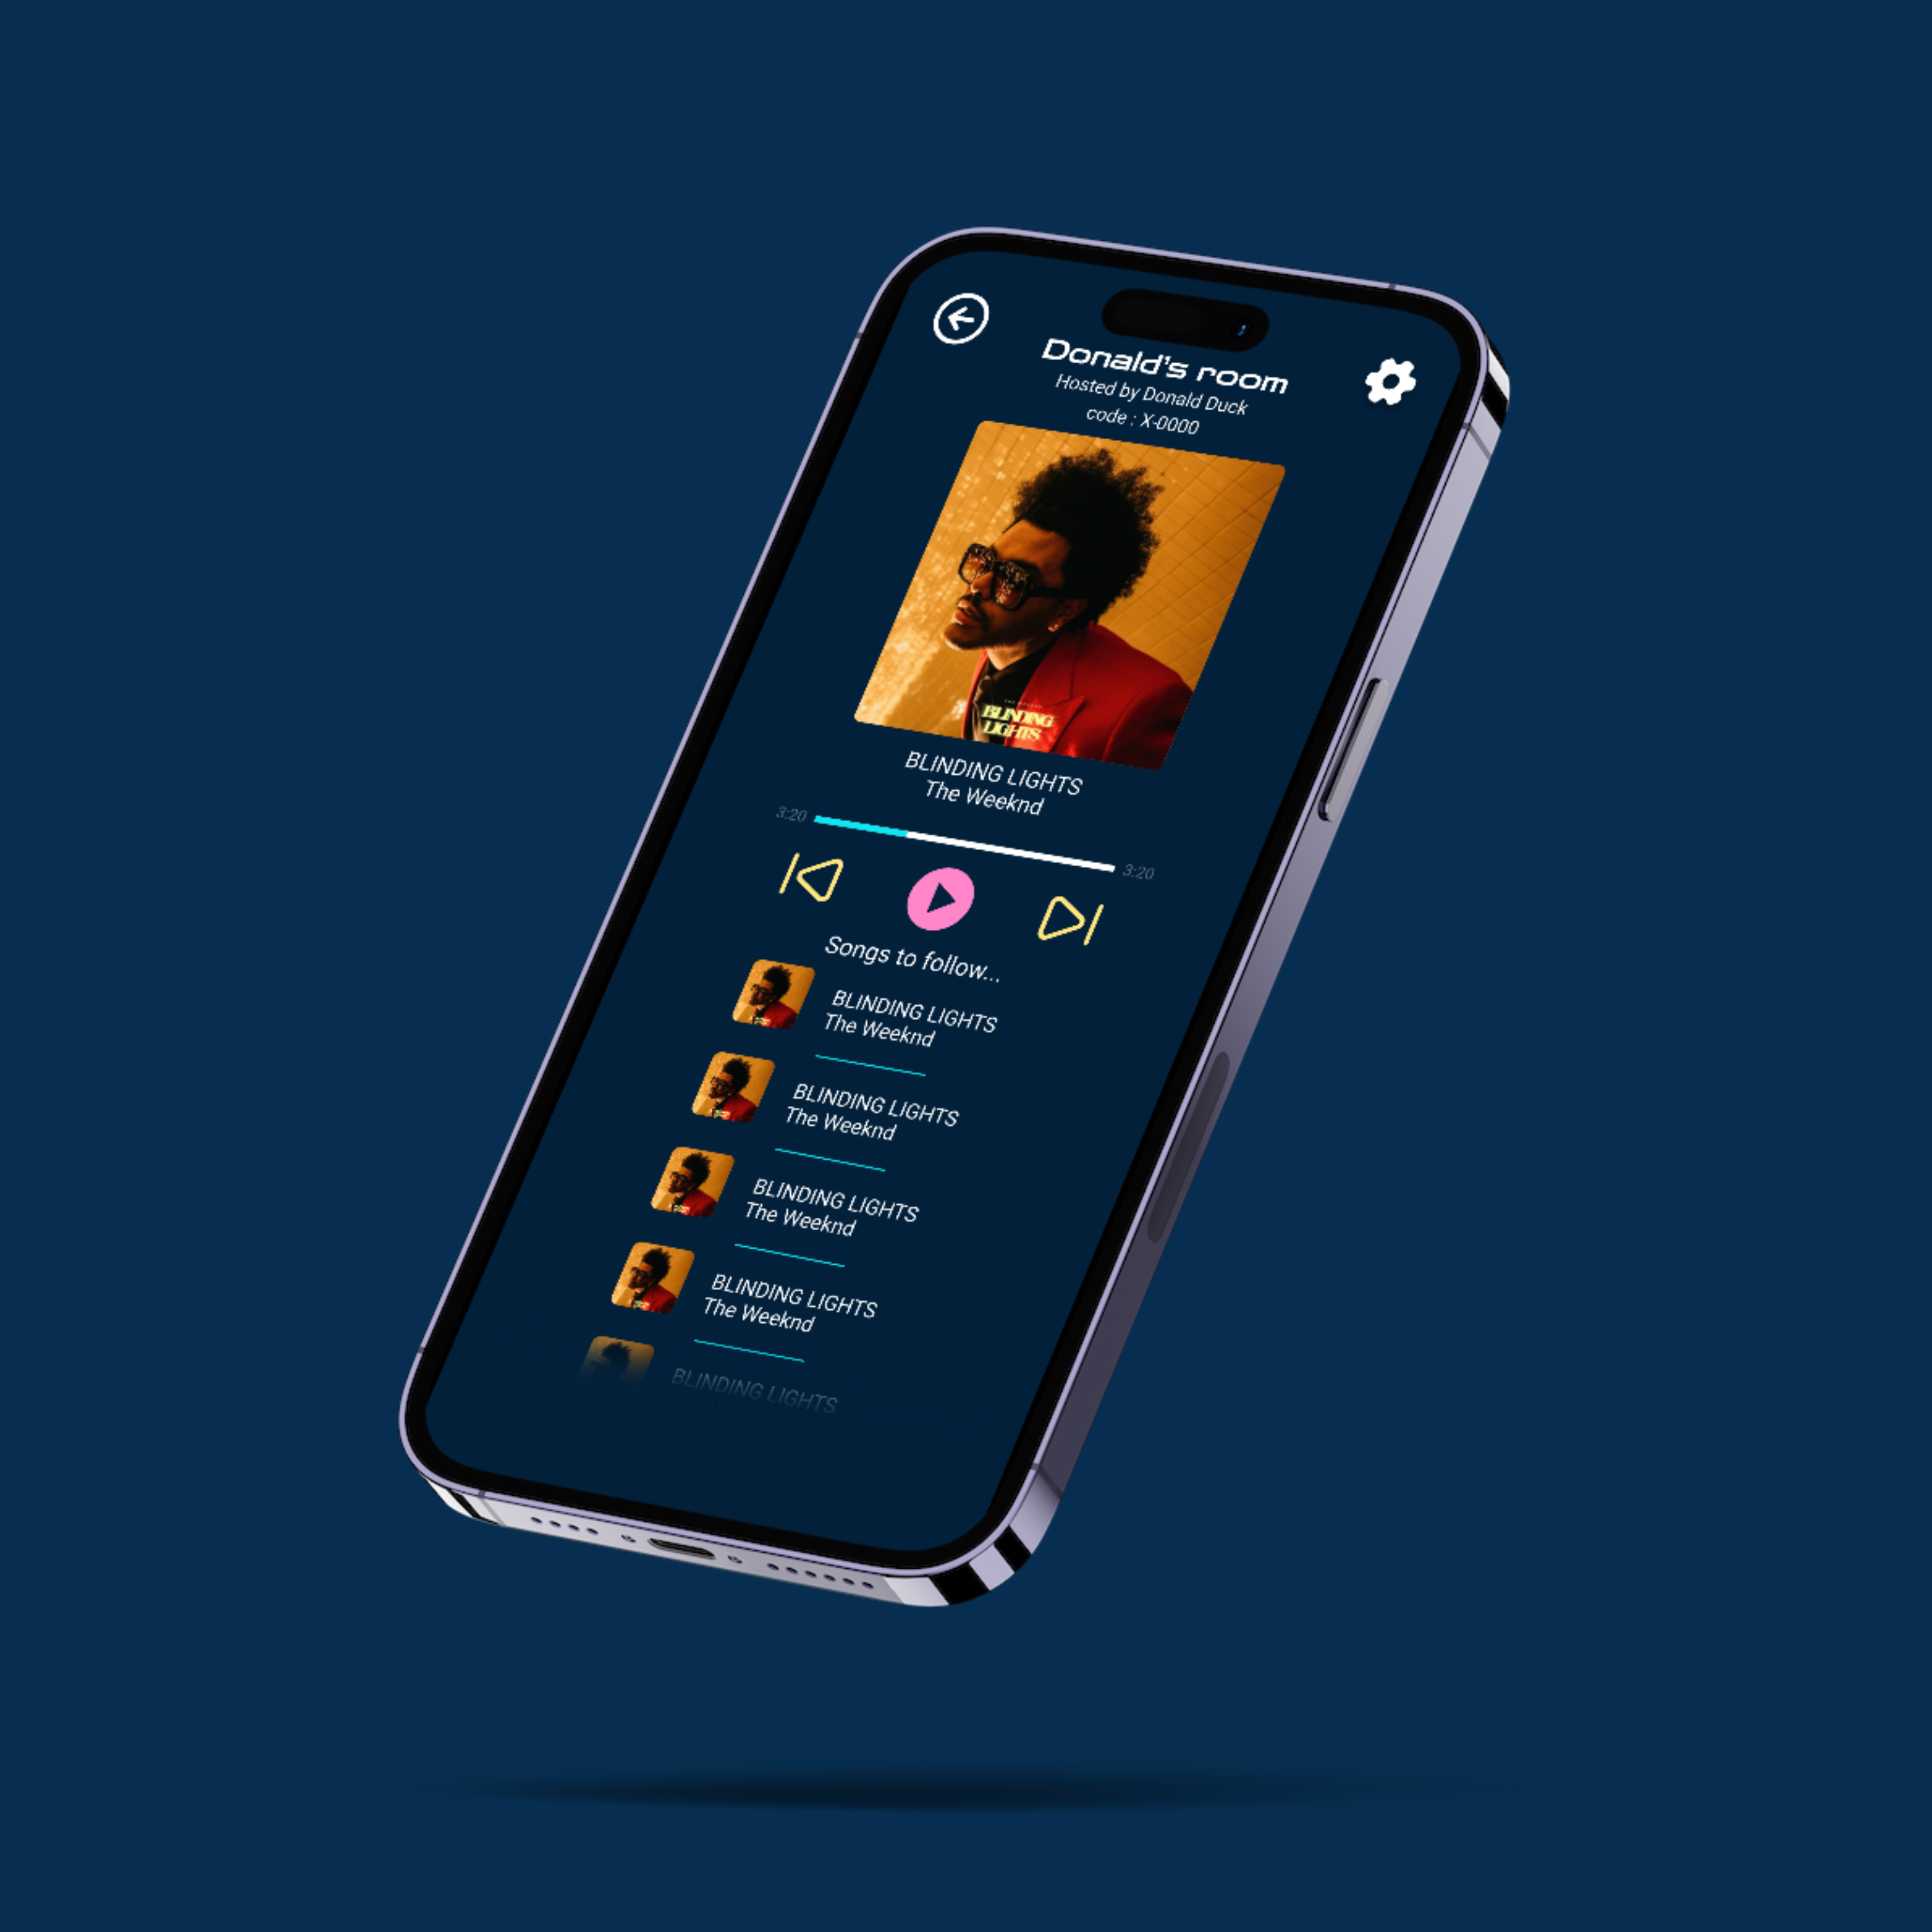 Donald's room
Hosted by Donald Duck
code : X-0000
BLINDING
LIGHTS
BLINDING LIGHTS
The Weeknd
3:20
3:20
Songs to follow...
BLINDING LIGHTS
The Weeknd
BLINDING LIGHTS
The Weeknd
BLINDING LIGHTS
The Weeknd
BLINDING LIGHTS
The Weeknd
BLINDING LIGHTS